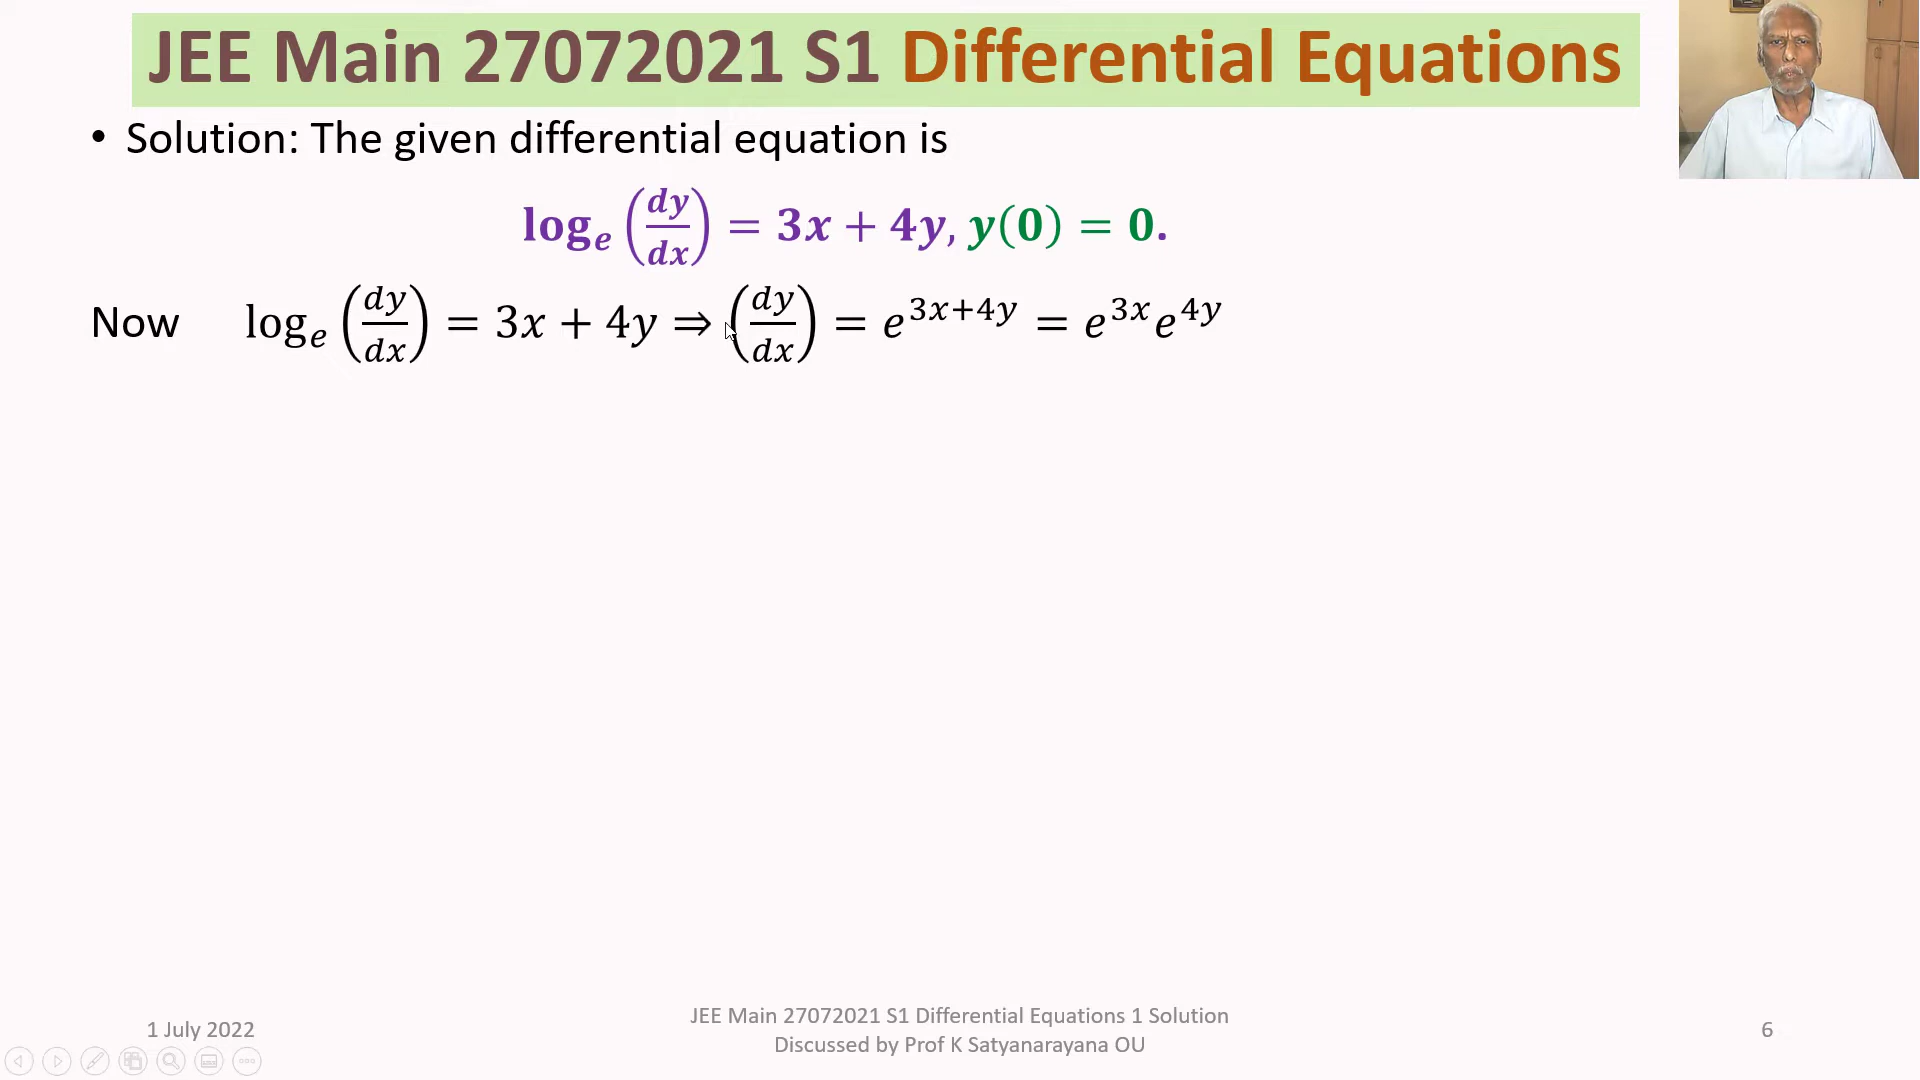 JEE Main 27072021 S1 Differential Equations
• Solution: The given differential equation is
logₑ (dy/dx) = 3x + 4y, y(0) = 0.
Now logₑ (dy/dx) = 3x + 4y ⇒ (dy/dx) = e^{3x+4y} = e^{3x}e^{4y}
1 July 2022
JEE Main 27072021 S1 Differential Equations 1 Solution
Discussed by Prof K Satyanarayana OU
6